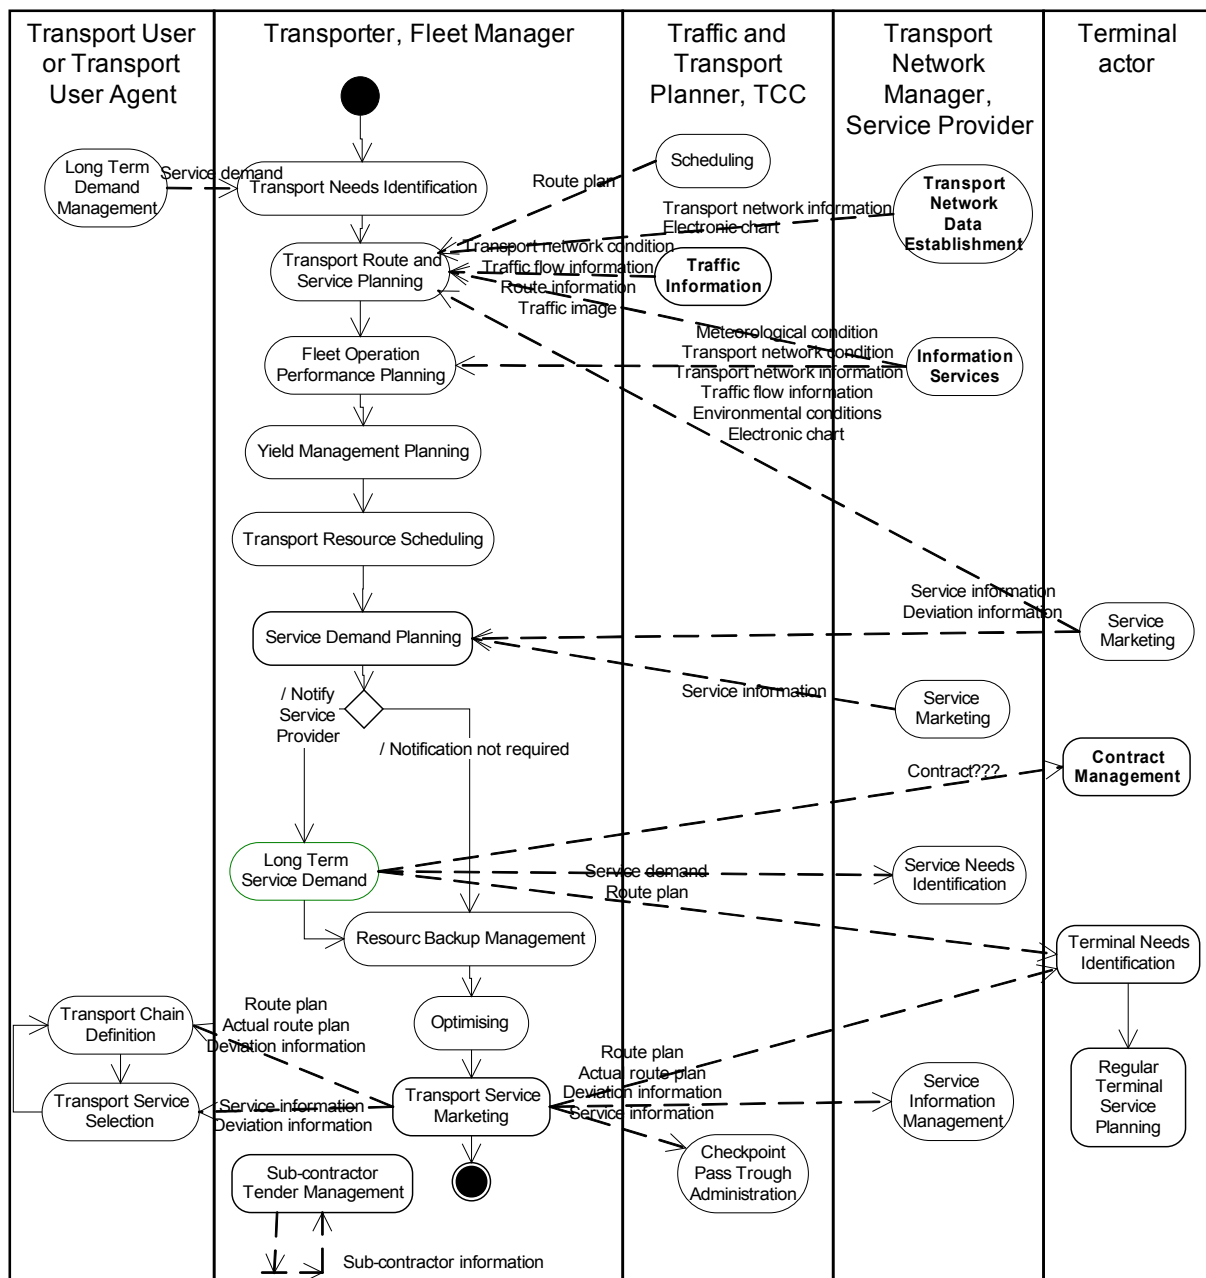 Transport User
or Transport
User Agent
Transporter, Fleet Manager
Traffic and
Transport
Planner, TCC
Transport
Network
Manager,
Service Provider
Terminal
actor
Long Term
Demand
Management
Service demand
Transport Needs Identification
Scheduling
Route plan
Transport network information
Electronic chart
Transport
Network
Data
Establishment
Transport Route and
Service Planning
Transport network condition
Traffic flow information
Route information
Traffic image
Traffic
Information
Fleet Operation
Performance Planning
Meteorological condition
Transport network condition
Transport network information
Traffic flow information
Environmental conditions
Electronic chart
Information
Services
Yield Management Planning
Transport Resource Scheduling
Service information
Deviation information
Service
Marketing
Service Demand Planning
Service information
Service
Marketing
/ Notify
Service
Provider
/ Notification not required
Contract???
Contract
Management
Long Term
Service Demand
Service demand
Route plan
Service Needs
Identification
Resourc Backup Management
Terminal Needs
Identification
Transport Chain
Definition
Route plan
Actual route plan
Deviation information
Optimising
Route plan
Actual route plan
Deviation information
Service information
Transport Service
Selection
Service information
Deviation information
Transport Service
Marketing
Service
Information
Management
Regular
Terminal
Service
Planning
Checkpoint
Pass Trough
Administration
Sub-contractor
Tender Management
Sub-contractor information